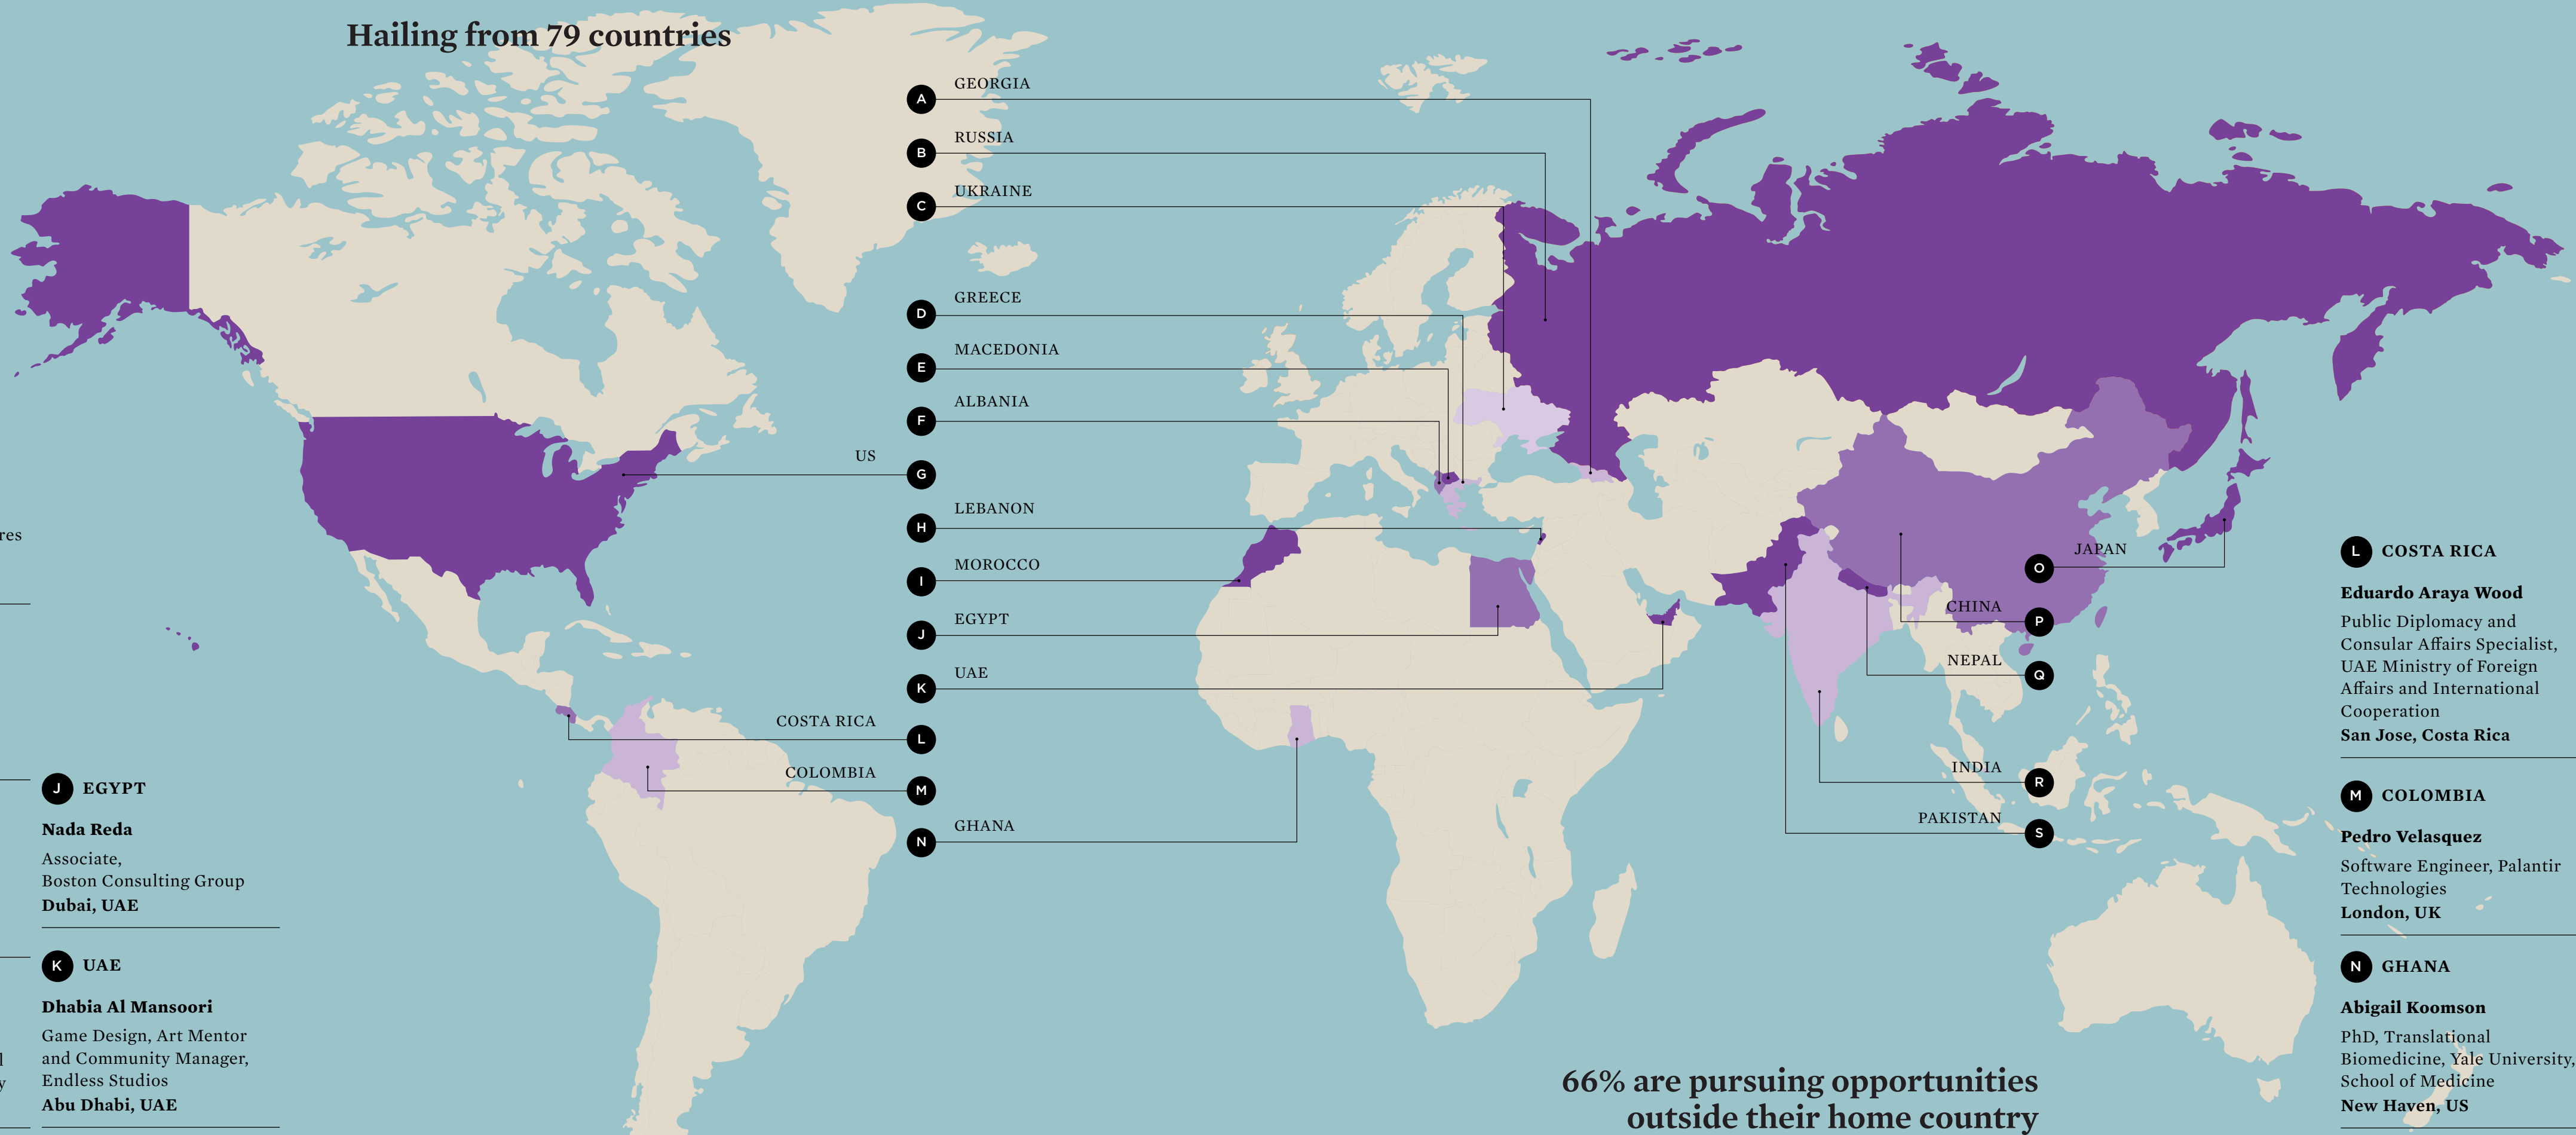 Hailing from 79 countries
A
GEORGIA
B
RUSSIA
C
UKRAINE
D
GREECE
E
MACEDONIA
F
ALBANIA
US
G
H
LEBANON
I
MOROCCO
J
EGYPT
K
UAE
COSTA RICA
L
COLOMBIA
M
N
GHANA
JAPAN
O
CHINA
P
NEPAL
Q
INDIA
R
PAKISTAN
S
res
l
y
J EGYPT
Nada Reda
Associate,
Boston Consulting Group
Dubai, UAE
K UAE
Dhabia Al Mansoori
Game Design, Art Mentor
and Community Manager,
Endless Studios
Abu Dhabi, UAE
L COSTA RICA
Eduardo Araya Wood
Public Diplomacy and
Consular Affairs Specialist,
UAE Ministry of Foreign
Affairs and International
Cooperation
San Jose, Costa Rica
M COLOMBIA
Pedro Velasquez
Software Engineer, Palantir
Technologies
London, UK
N GHANA
Abigail Koomson
PhD, Translational
Biomedicine, Yale University,
School of Medicine
New Haven, US
66% are pursuing opportunities
outside their home country